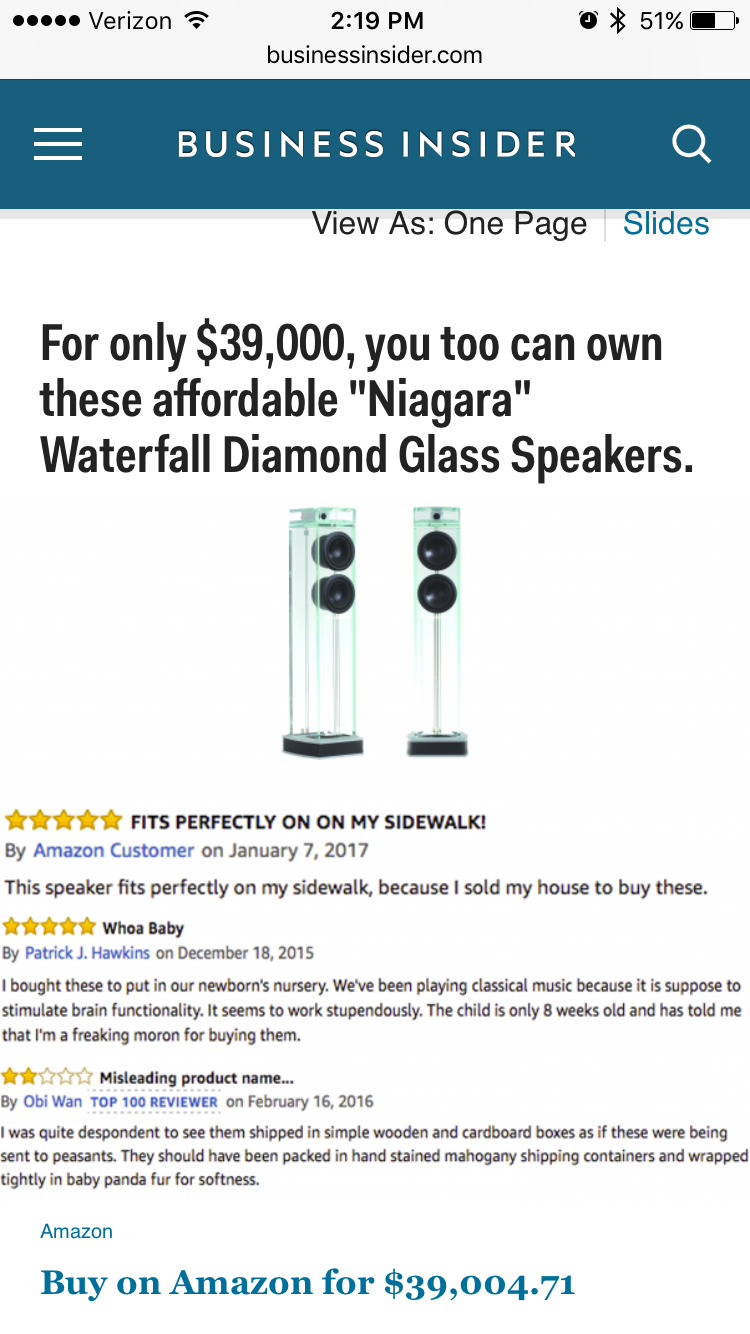 Verizon 2:19 PM 51%
businessinsider.com
BUSINESS INSIDER
View As: One Page Slides
For only $39,000, you too can own
these affordable "Niagara"
Waterfall Diamond Glass Speakers.
FITS PERFECTLY ON ON MY SIDEWALK!
By Amazon Customer on January 7, 2017
This speaker fits perfectly on my sidewalk, because I sold my house to buy these.
Whoa Baby
By Patrick J. Hawkins on December 18, 2015
I bought these to put in our newborn's nursery. We've been playing classical music because it is suppose to
stimulate brain functionality. It seems to work stupendously. The child is only 8 weeks old and has told me
that I'm a freaking moron for buying them.
Misleading product name...
By Obi Wan TOP 100 REVIEWER on February 16, 2016
I was quite despondent to see them shipped in simple wooden and cardboard boxes as if these were being
sent to peasants. They should have been packed in hand stained mahogany shipping containers and wrapped
tightly in baby panda fur for softness.
Amazon
Buy on Amazon for $39,004.71